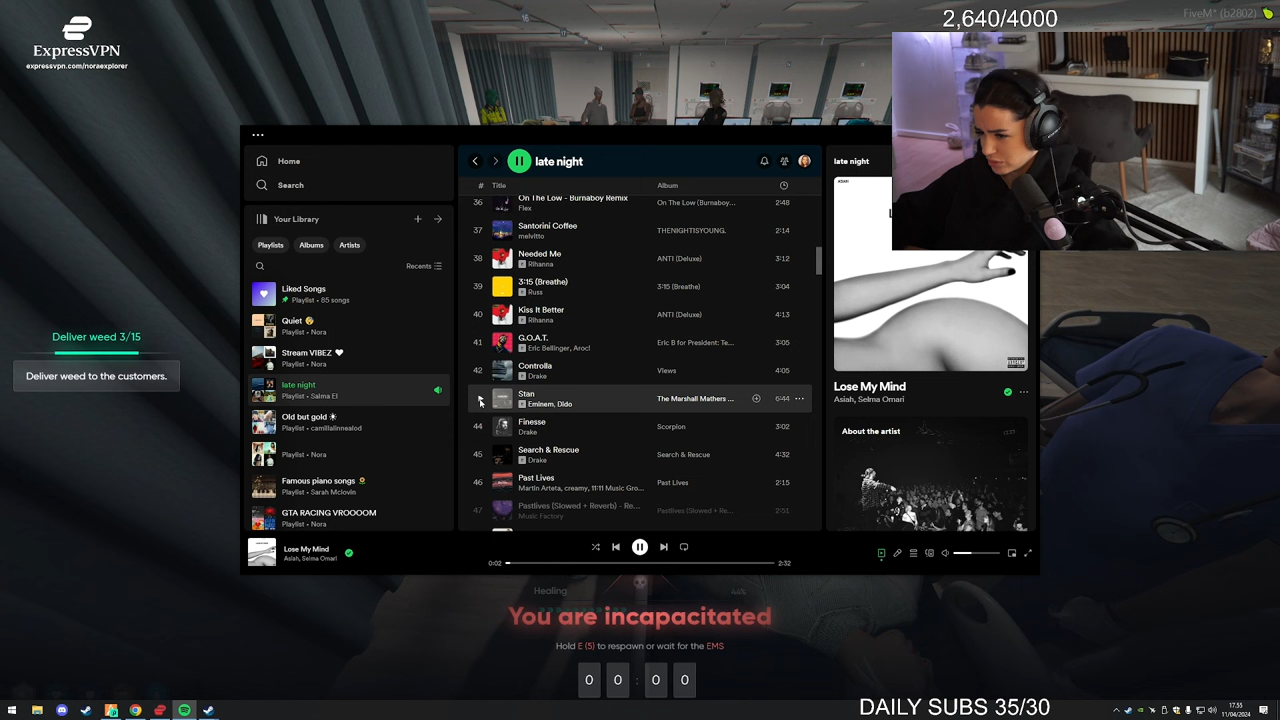 ExpressVPN
expressvpn.com/noraexplorer
2,640/4000
FiveM* (b2802)
late night
Home
Search
Your Library
Playlists
Albums
Artists
Recents
Liked Songs
Playlist • 85 songs
Quiet
Playlist • Nora
Stream VIBEZ
Playlist • Nora
late night
Playlist • Salma El
Old but gold
Playlist • camillalinnealod
Playlist • Nora
Famous piano songs
Playlist • Sarah Mclovin
GTA RACING VROOOOM
Playlist • Nora
# Title Album
36 On The Low - Burnaboy Remix On The Low (Burnaboy... 2:48
Flex
37 Santorini Coffee THENIGHTISYOUNG. 2:14
melvitto
38 Needed Me ANTI (Deluxe) 3:12
E Rihanna
39 3:15 (Breathe) 3:15 (Breathe) 3:04
E Russ
40 Kiss It Better ANTI (Deluxe) 4:13
E Rihanna
41 G.O.A.T. Eric B for President: Te... 3:05
E Eric Bellinger, Aroc!
42 Controlla Views 4:05
E Drake
Stan The Marshall Mathers ... 6:44
E Eminem, Dido
44 Finesse Scorpion 3:02
Drake
45 Search & Rescue Search & Rescue 4:32
E Drake
46 Past Lives Past Lives 2:15
Martin Arteta, creamy, 11:11 Music Gro...
47 Pastlives (Slowed + Reverb) - Re... Pastlives (Slowed + Re... 2:51
Music Factory
late night
Lose My Mind
Asiah, Selma Omari
About the artist
Lose My Mind
Asiah, Selma Omari
0:02
2:32
Deliver weed 3/15
Deliver weed to the customers.
Healing 44%
You are incapacitated
Hold E (5) to respawn or wait for the EMS
0 0 : 0 0
DAILY SUBS 35/30
17.55
11/04/2024